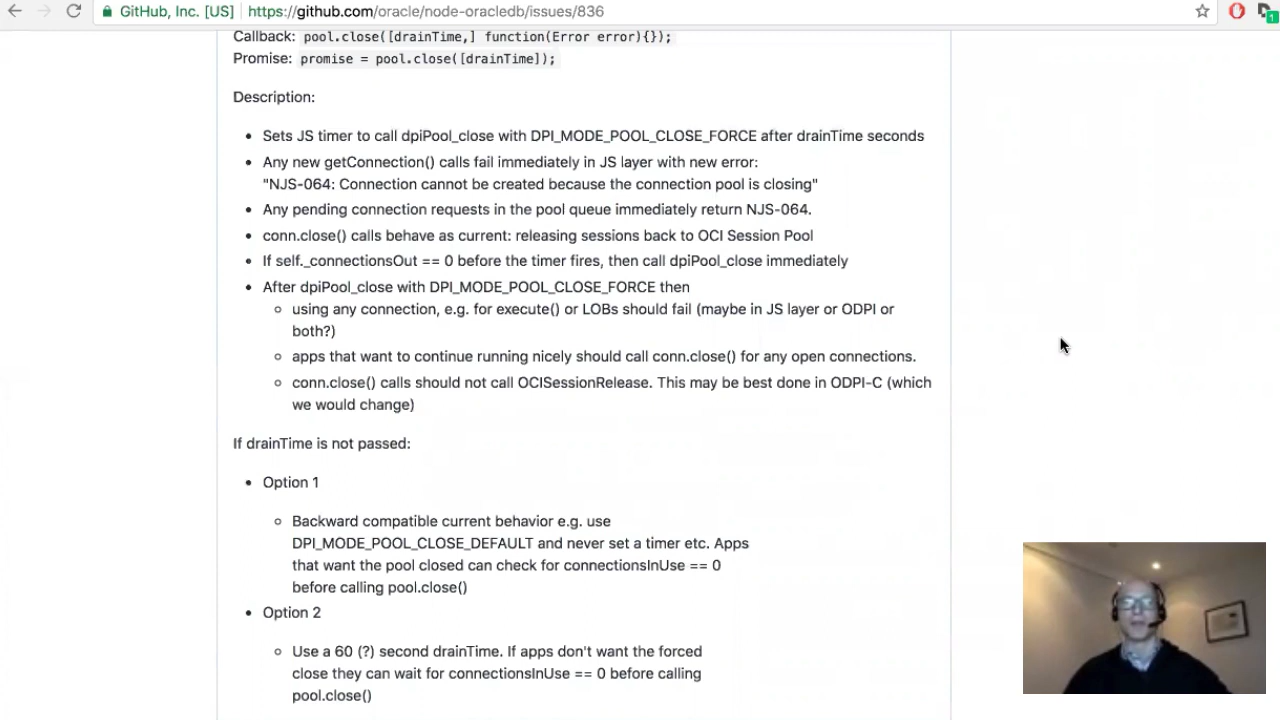 GitHub, Inc. [US]
https://github.com/oracle/node-oracledb/issues/836
1
Callback: pool.close([drainTime,] function(Error error){});
Promise: promise = pool.close([drainTime]);
Description:
Sets JS timer to call dpiPool_close with DPI_MODE_POOL_CLOSE_FORCE after drainTime seconds
Any new getConnection() calls fail immediately in JS layer with new error:
"NJS-064: Connection cannot be created because the connection pool is closing"
Any pending connection requests in the pool queue immediately return NJS-064.
conn.close() calls behave as current: releasing sessions back to OCI Session Pool
If self._connectionsOut == 0 before the timer fires, then call dpiPool_close immediately
After dpiPool_close with DPI_MODE_POOL_CLOSE_FORCE then
using any connection, e.g. for execute() or LOBs should fail (maybe in JS layer or ODPI or
both?)
apps that want to continue running nicely should call conn.close() for any open connections.
conn.close() calls should not call OCISessionRelease. This may be best done in ODPI-C (which
we would change)
If drainTime is not passed:
Option 1
Backward compatible current behavior e.g. use
DPI_MODE_POOL_CLOSE_DEFAULT and never set a timer etc. Apps
that want the pool closed can check for connectionsInUse == 0
before calling pool.close()
Option 2
Use a 60 (?) second drainTime. If apps don't want the forced
close they can wait for connectionsInUse == 0 before calling
pool.close()